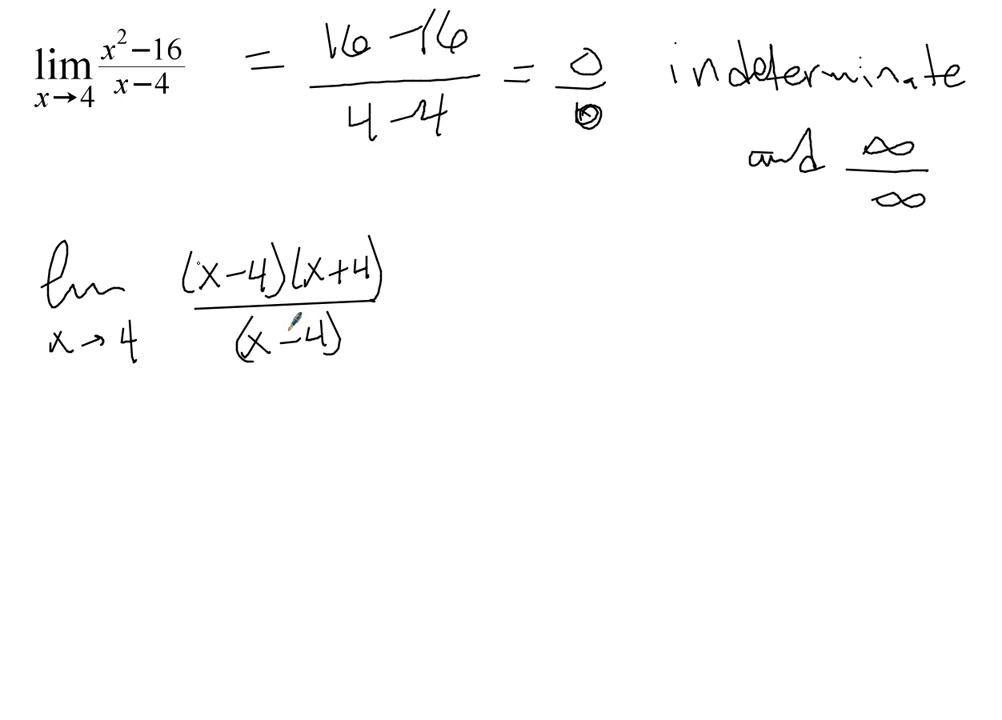 lim x→4 x²−16 / x−4 = 16−16 / 4−4 = 0/0 indeterminate
and ∞/∞
lim x→4 (x−4)(x+4) / (x−4)